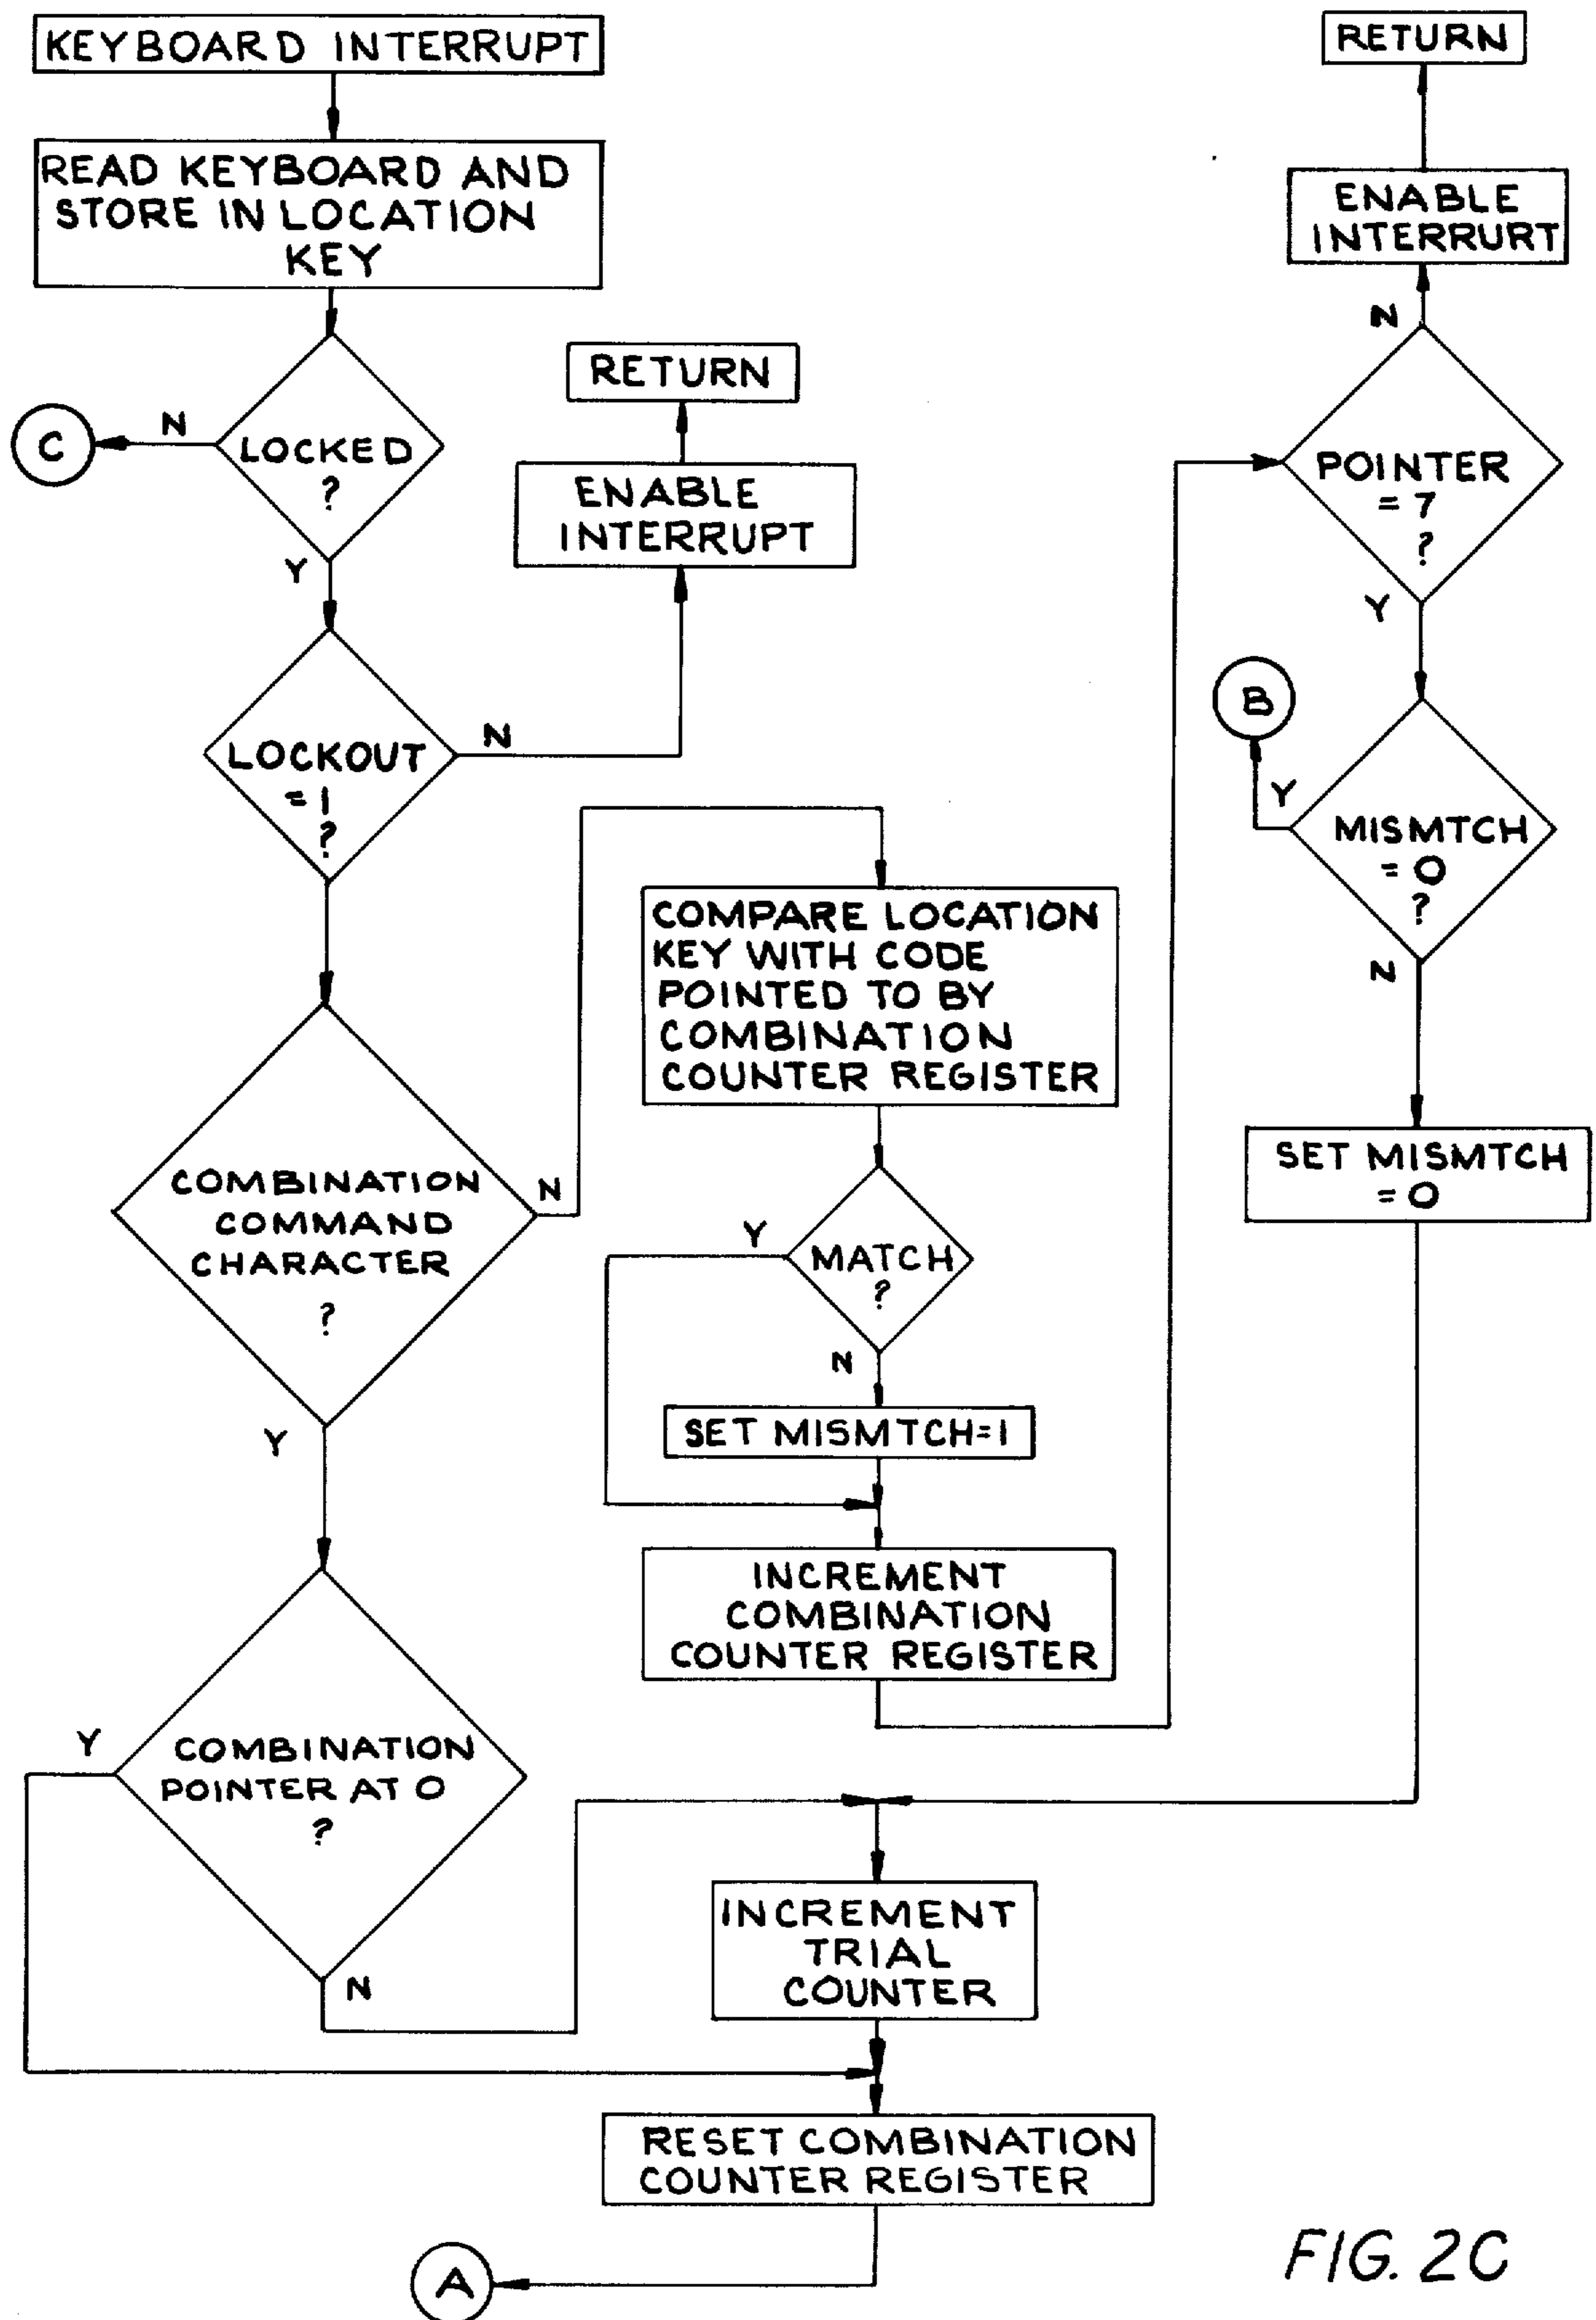 KEYBOARD INTERRUPT
READ KEYBOARD AND
STORE IN LOCATION
KEY
LOCKED
?
N
C
Y
LOCKOUT
= 1
?
N
ENABLE
INTERRUPT
RETURN
COMBINATION
COMMAND
CHARACTER
?
N
Y
COMBINATION
POINTER AT 0
?
Y
N
COMPARE LOCATION
KEY WITH CODE
POINTED TO BY
COMBINATION
COUNTER REGISTER
MATCH
?
Y
N
SET MISMTCH=1
INCREMENT
COMBINATION
COUNTER REGISTER
INCREMENT
TRIAL
COUNTER
RESET COMBINATION
COUNTER REGISTER
A
RETURN
ENABLE
INTERRURT
N
POINTER
= 7
?
Y
B
Y
MISMTCH
= 0
?
N
SET MISMTCH
= 0
FIG. 2C